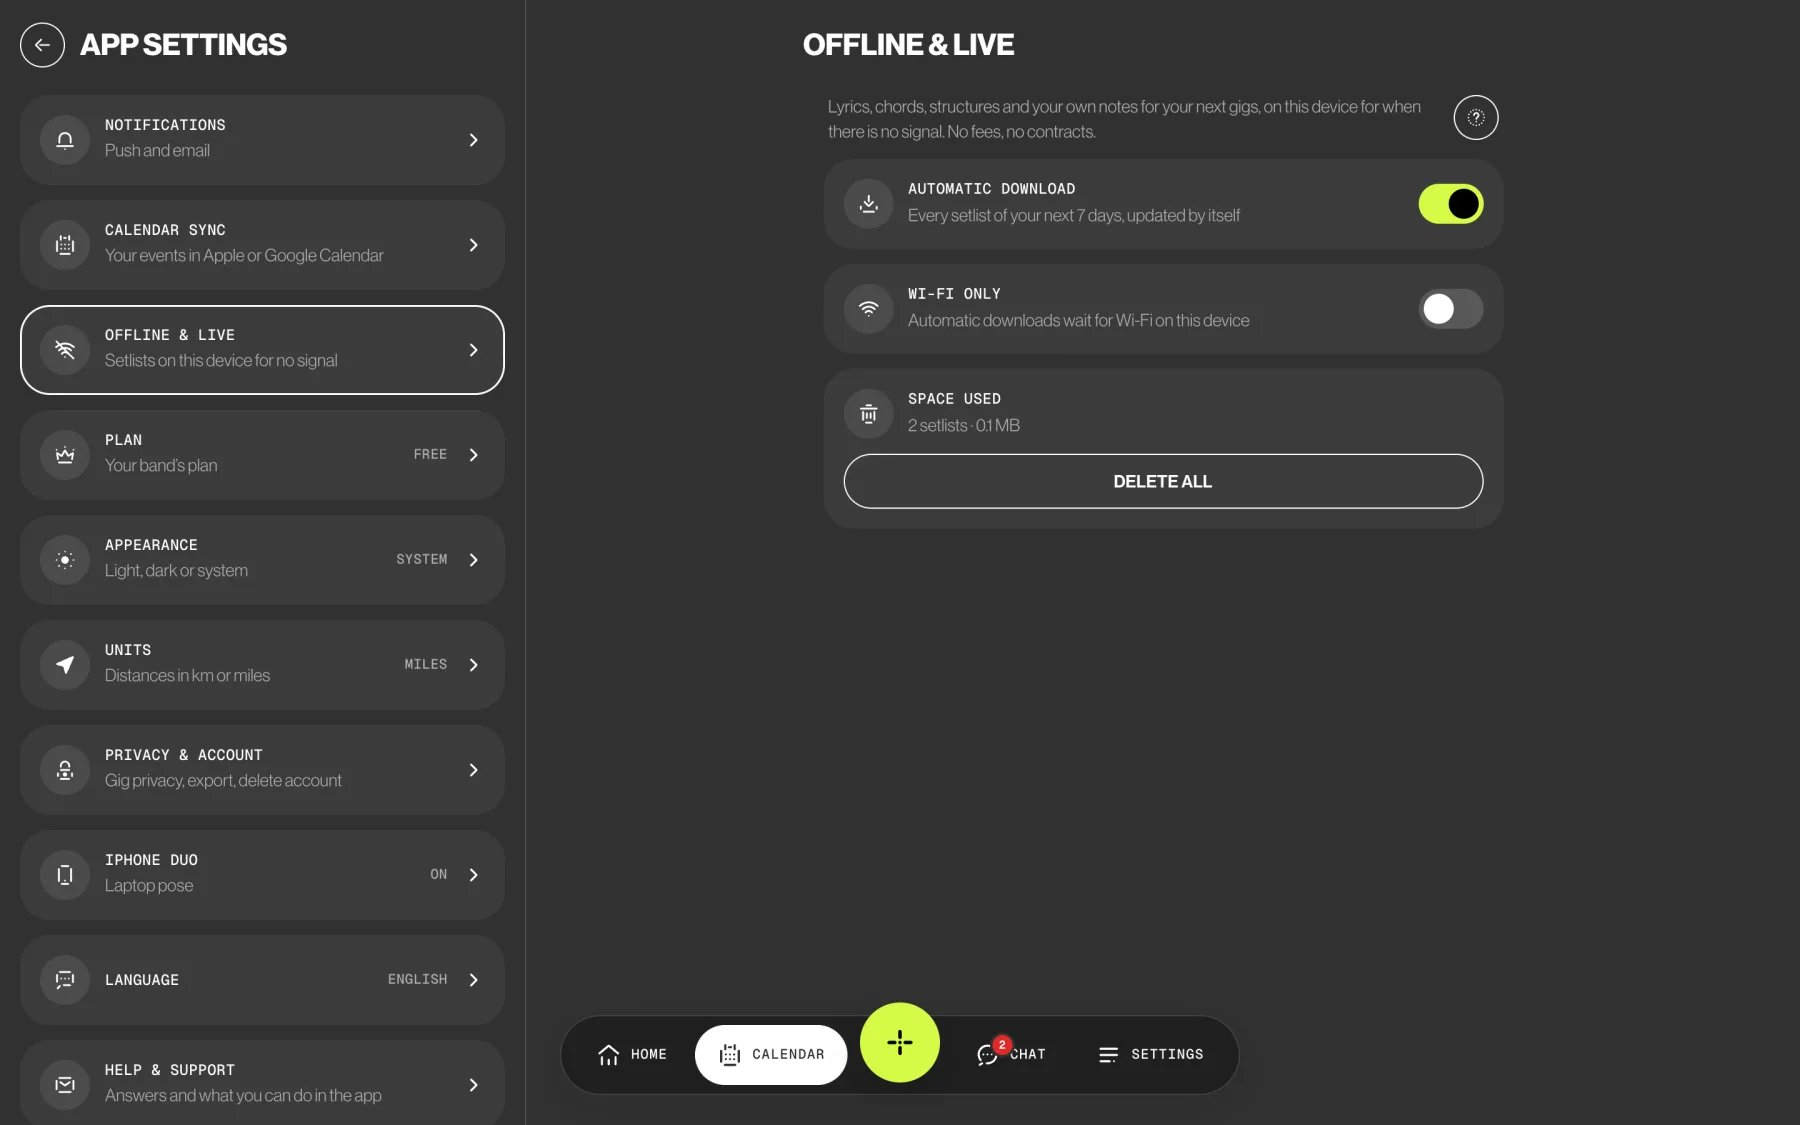 APP SETTINGS
NOTIFICATIONS
Push and email
CALENDAR SYNC
Your events in Apple or Google Calendar
OFFLINE & LIVE
Setlists on this device for no signal
PLAN
Your band's plan
FREE
APPEARANCE
Light, dark or system
SYSTEM
UNITS
Distances in km or miles
MILES
PRIVACY & ACCOUNT
Gig privacy, export, delete account
IPHONE DUO
Laptop pose
ON
LANGUAGE
ENGLISH
HELP & SUPPORT
Answers and what you can do in the app
OFFLINE & LIVE
Lyrics, chords, structures and your own notes for your next gigs, on this device for when
there is no signal. No fees, no contracts.
?
AUTOMATIC DOWNLOAD
Every setlist of your next 7 days, updated by itself
WI-FI ONLY
Automatic downloads wait for Wi-Fi on this device
SPACE USED
2 setlists · 0.1 MB
DELETE ALL
HOME
CALENDAR
2
CHAT
SETTINGS